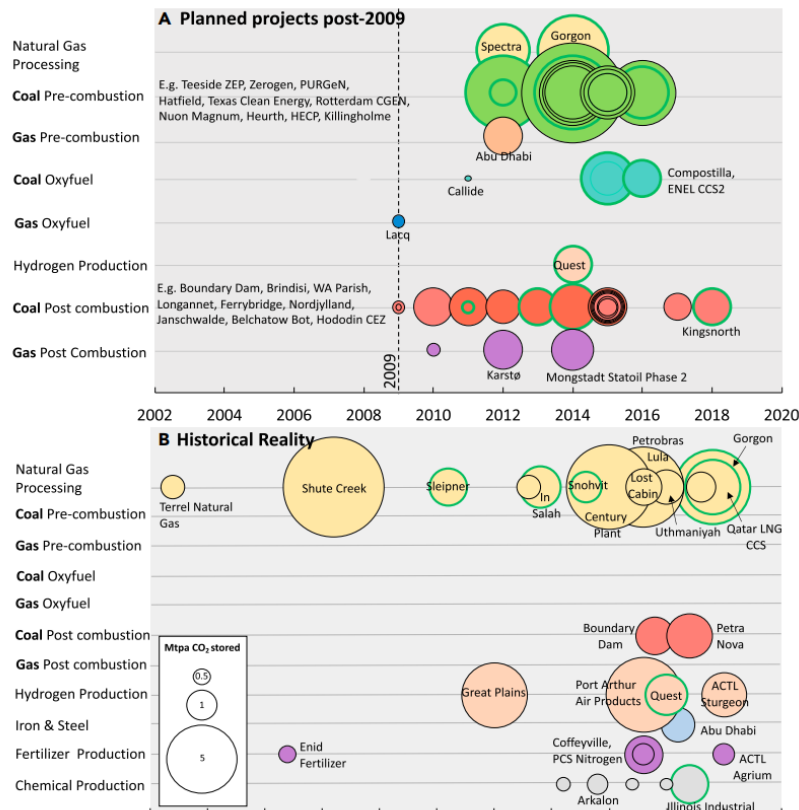 A Planned projects post-2009
Natural Gas
Processing
Spectra
Gorgon
Coal Pre-combustion
E.g. Teeside ZEP, Zerogen, PURGeN,
Hatfield, Texas Clean Energy, Rotterdam CGEN,
Nuon Magnum, Heurth, HECP, Killingholme
Gas Pre-combustion
Abu Dhabi
Coal Oxyfuel
Callide
Compostilla,
ENEL CCS2
Gas Oxyfuel
Lacq
Hydrogen Production
Quest
Coal Post combustion
E.g. Boundary Dam, Brindisi, WA Parish,
Longannet, Ferrybridge, Nordjylland,
Janschwalde, Belchatow Bot, Hododin CEZ
Kingsnorth
Gas Post Combustion
2009
Karstø
Mongstadt Statoil Phase 2
2002 2004 2006 2008 2010 2012 2014 2016 2018 2020
B Historical Reality
Natural Gas
Processing
Terrel Natural
Gas
Shute Creek
Sleipner
In
Salah
Snohvit
Century
Plant
Petrobras
Lula
Lost
Cabin
Uthmaniyah
Gorgon
Qatar LNG
CCS
Coal Pre-combustion
Gas Pre-combustion
Coal Oxyfuel
Gas Oxyfuel
Coal Post combustion
Boundary
Dam
Petra
Nova
Mtpa CO₂ stored
0.5
1
5
Gas Post combustion
Hydrogen Production
Great Plains
Port Arthur
Air Products
Quest
ACTL
Sturgeon
Iron & Steel
Abu Dhabi
Fertilizer Production
Enid
Fertilizer
Coffeyville,
PCS Nitrogen
ACTL
Agrium
Chemical Production
Arkalon
Illinois Industrial